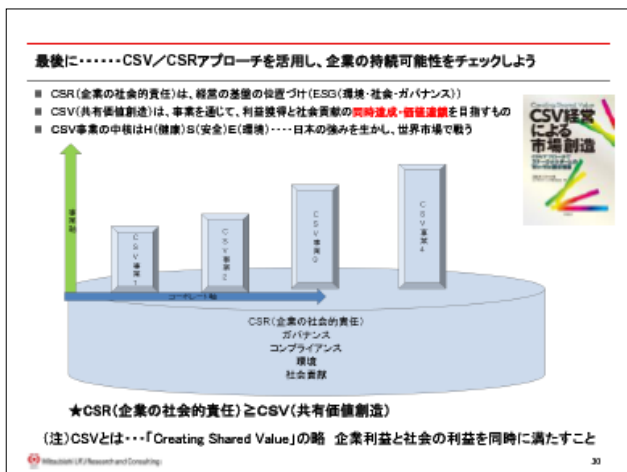 最後に‥‥‥CSV/CSRアプローチを活用し、企業の持続可能性をチェックしよう
■ CSR(企業の社会的責任)は、経営の基盤の位置づけ(ESG(環境・社会・ガバナンス))
■ CSV(共有価値創造)は、事業を通じて、利益獲得と社会貢献の同時達成・価値連鎖を目指すもの
■ CSV事業の中核はH(健康)S(安全)E(環境)‥‥日本の強みを生かし、世界市場で戦う
Creating Shared Value
CSV経営
による
市場創造
事業軸
CSV事業1
CSV事業2
CSV事業3
CSV事業4
CSR(企業の社会的責任)
ガバナンス
コンプライアンス
環境
社会貢献
★CSR(企業の社会的責任)≧CSV(共有価値創造)
(注)CSVとは・・・「Creating Shared Value」の略 企業利益と社会の利益を同時に満たすこと
Mitsubishi UFJ Research and Consulting
30